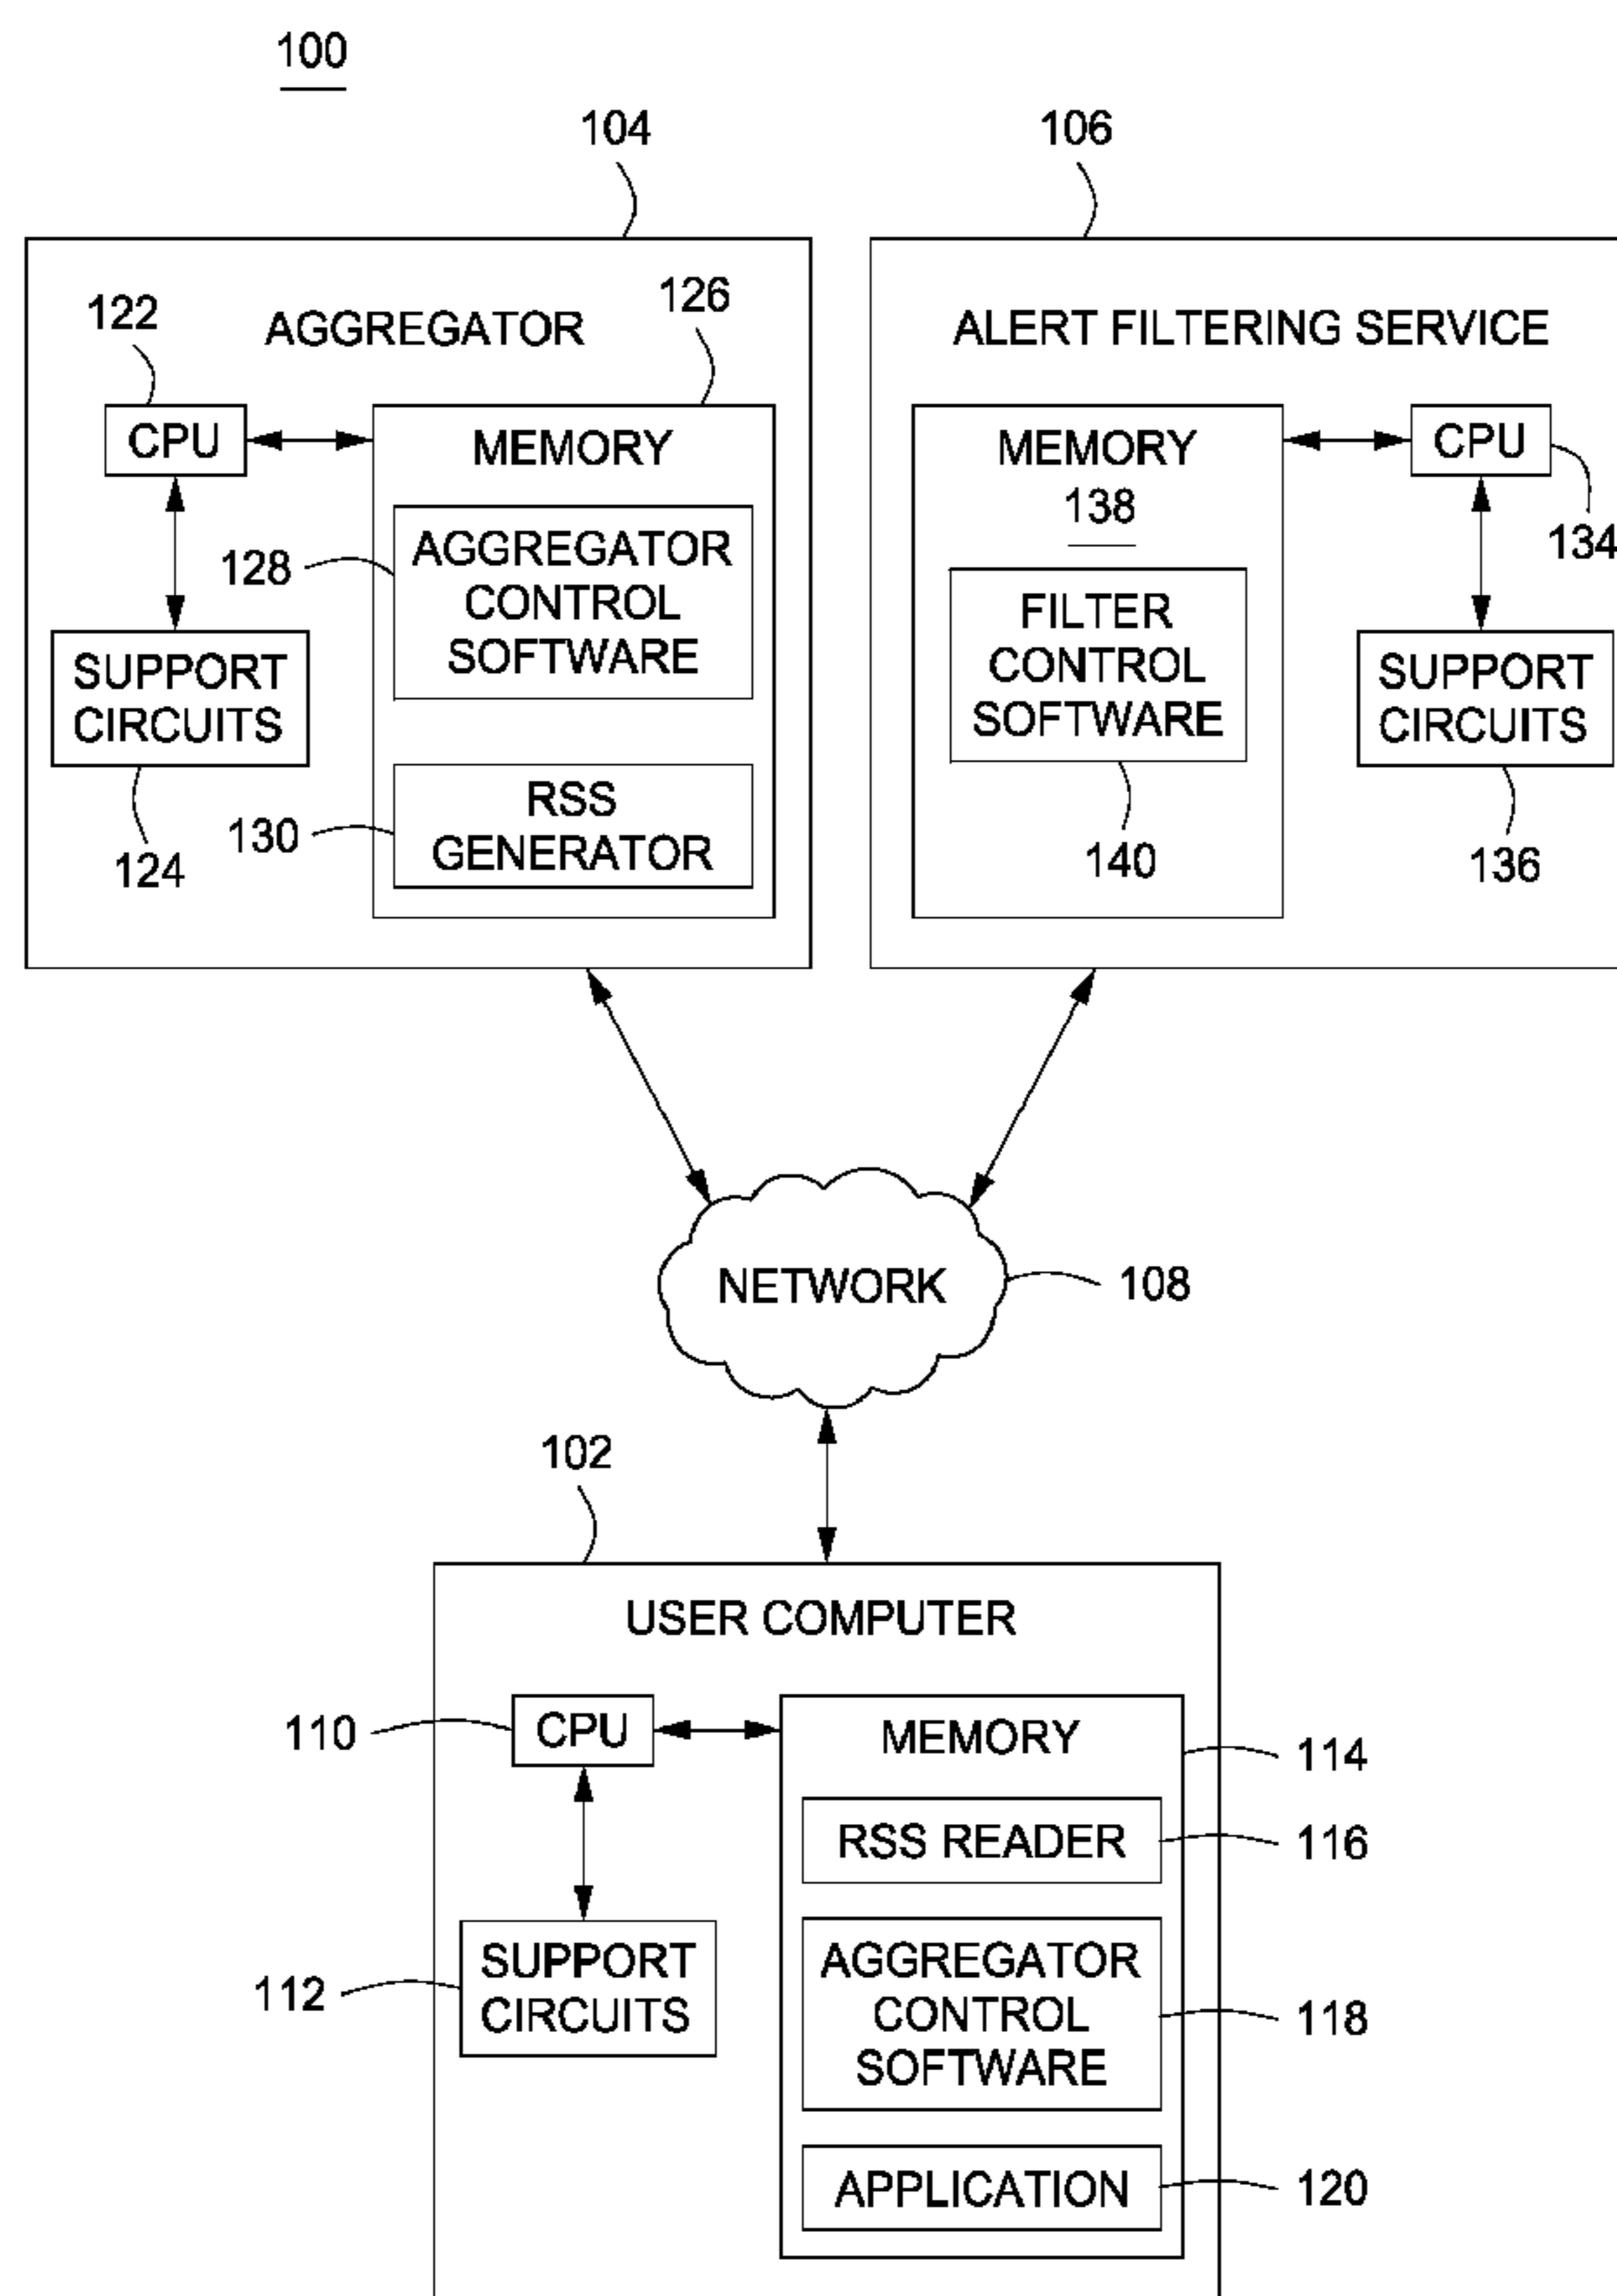 100
104
106
AGGREGATOR
122
126
CPU
MEMORY
128
AGGREGATOR
CONTROL
SOFTWARE
SUPPORT
CIRCUITS
124
130
RSS
GENERATOR
ALERT FILTERING SERVICE
MEMORY
138
CPU
134
FILTER
CONTROL
SOFTWARE
140
SUPPORT
CIRCUITS
136
NETWORK
108
102
USER COMPUTER
110
CPU
MEMORY
114
RSS READER
116
112
SUPPORT
CIRCUITS
AGGREGATOR
CONTROL
SOFTWARE
118
APPLICATION
120